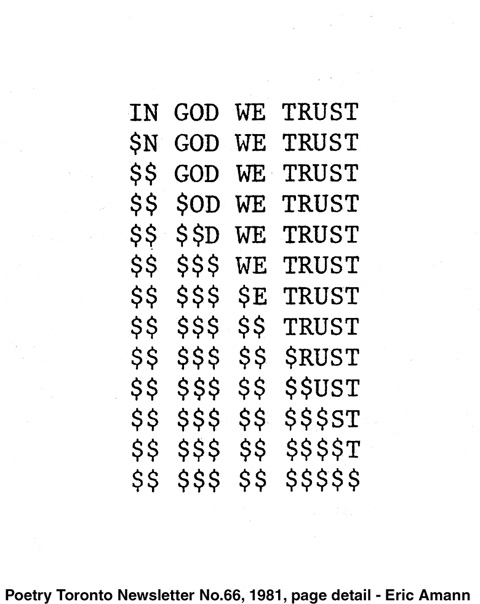 IN GOD WE TRUST
$N GOD WE TRUST
$$ GOD WE TRUST
$$ $OD WE TRUST
$$ $$D WE TRUST
$$ $$$ WE TRUST
$$ $$$ $E TRUST
$$ $$$ $$ TRUST
$$ $$$ $$ $RUST
$$ $$$ $$ $$UST
$$ $$$ $$ $$$ST
$$ $$$ $$ $$$$T
$$ $$$ $$ $$$$$
Poetry Toronto Newsletter No.66, 1981, page detail - Eric Amann